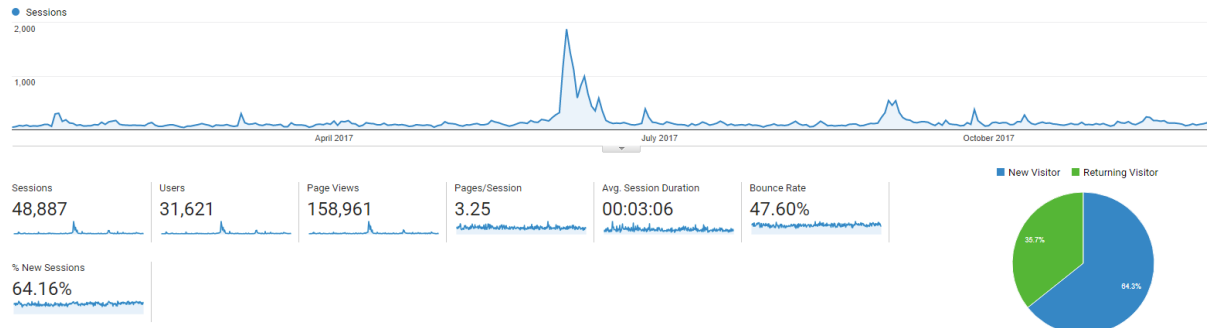 Sessions
2,000
1,000
April 2017
July 2017
October 2017
New Visitor Returning Visitor
Sessions
48,887
Users
31,621
Page Views
158,961
Pages/Session
3.25
Avg. Session Duration
00:03:06
Bounce Rate
47.60%
% New Sessions
64.16%
35.7%
64.3%